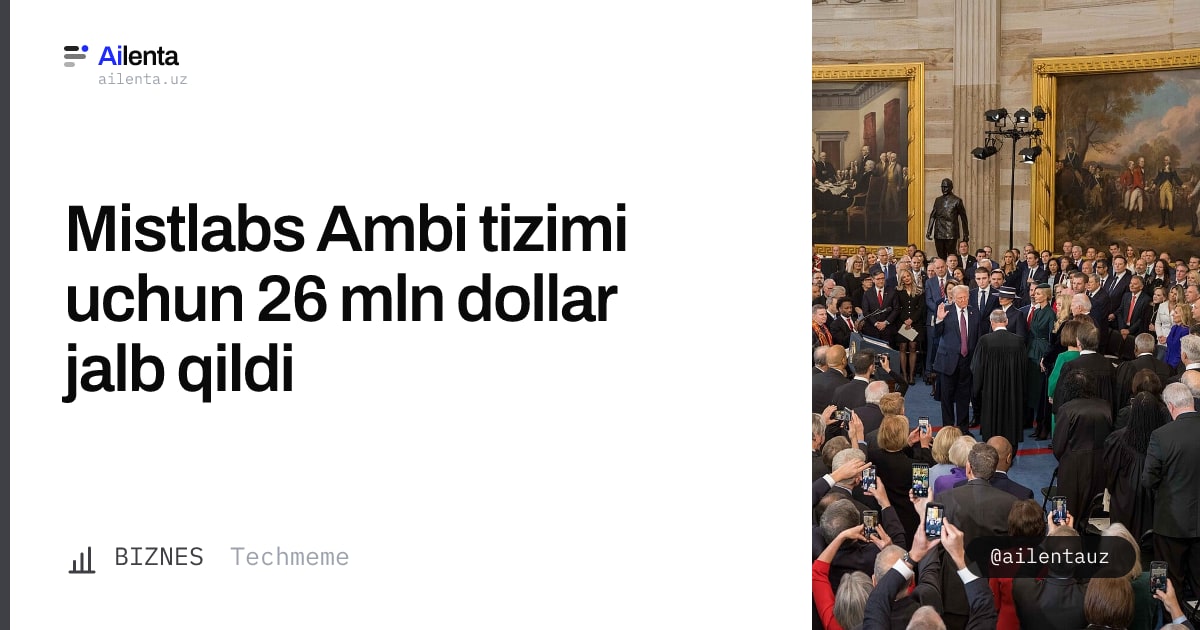 Ailenta
ailenta.uz
Mistlabs Ambi tizimi
uchun 26 mln dollar
jalb qildi
BIZNES Techmeme
@ailentauz